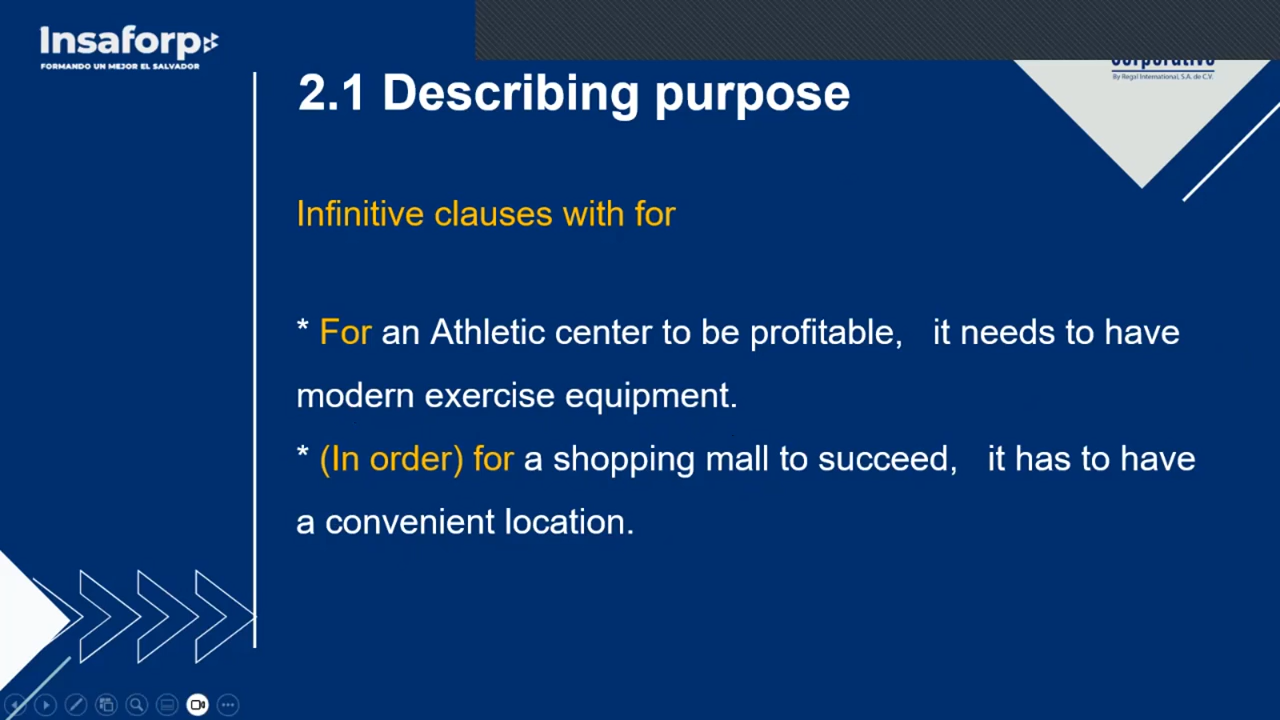 Insaforp
FORMANDO UN MEJOR EL SALVADOR
Corporativo
By Regal International, S.A. de C.V.
2.1 Describing purpose
Infinitive clauses with for
* For an Athletic center to be profitable, it needs to have
modern exercise equipment.
* (In order) for a shopping mall to succeed, it has to have
a convenient location.